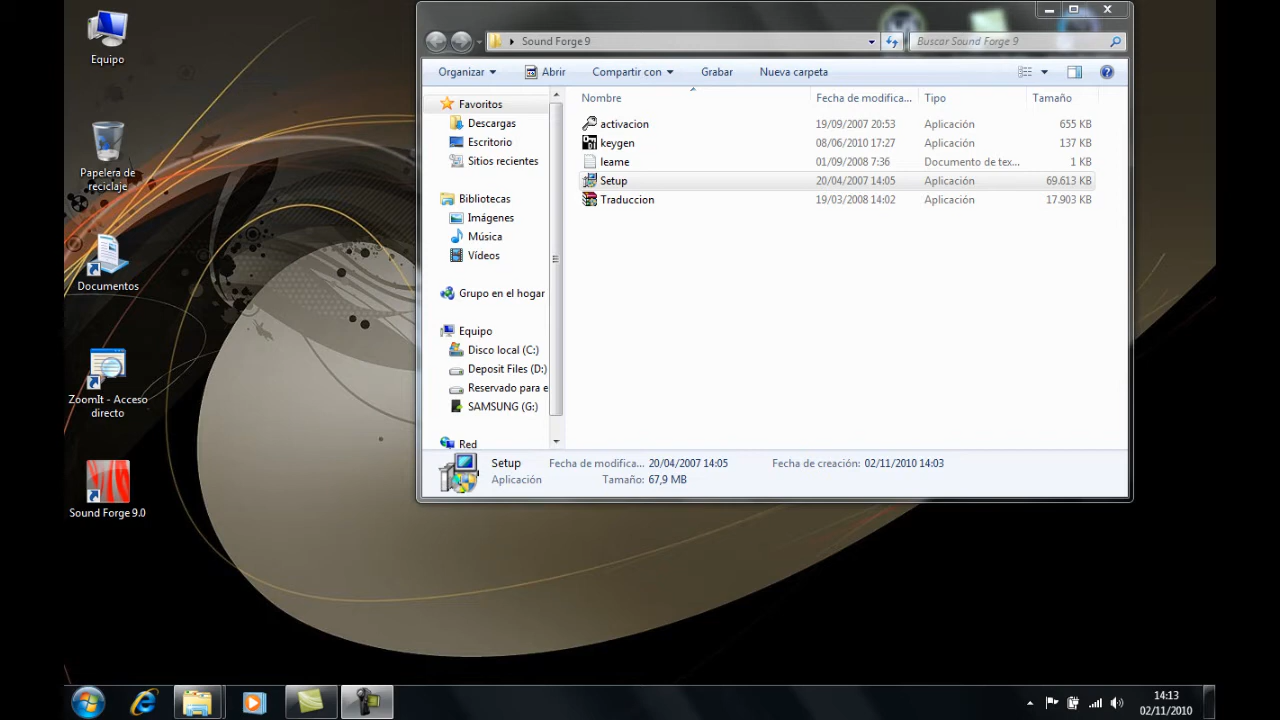 Equipo
Papelera de
reciclaje
Documentos
ZoomIt - Acceso
directo
Sound Forge 9.0
Sound Forge 9
Buscar Sound Forge 9
Organizar
Abrir
Compartir con
Grabar
Nueva carpeta
Favoritos
Descargas
Escritorio
Sitios recientes
Bibliotecas
Imágenes
Música
Vídeos
Grupo en el hogar
Equipo
Disco local (C:)
Deposit Files (D:)
Reservado para e
SAMSUNG (G:)
Red
Nombre Fecha de modifica... Tipo Tamaño
activacion 19/09/2007 20:53 Aplicación 655 KB
keygen 08/06/2010 17:27 Aplicación 137 KB
leame 01/09/2008 7:36 Documento de tex... 1 KB
Setup 20/04/2007 14:05 Aplicación 69.613 KB
Traduccion 19/03/2008 14:02 Aplicación 17.903 KB
Setup Fecha de modifica... 20/04/2007 14:05 Fecha de creación: 02/11/2010 14:03
Aplicación Tamaño: 67,9 MB
14:13
02/11/2010